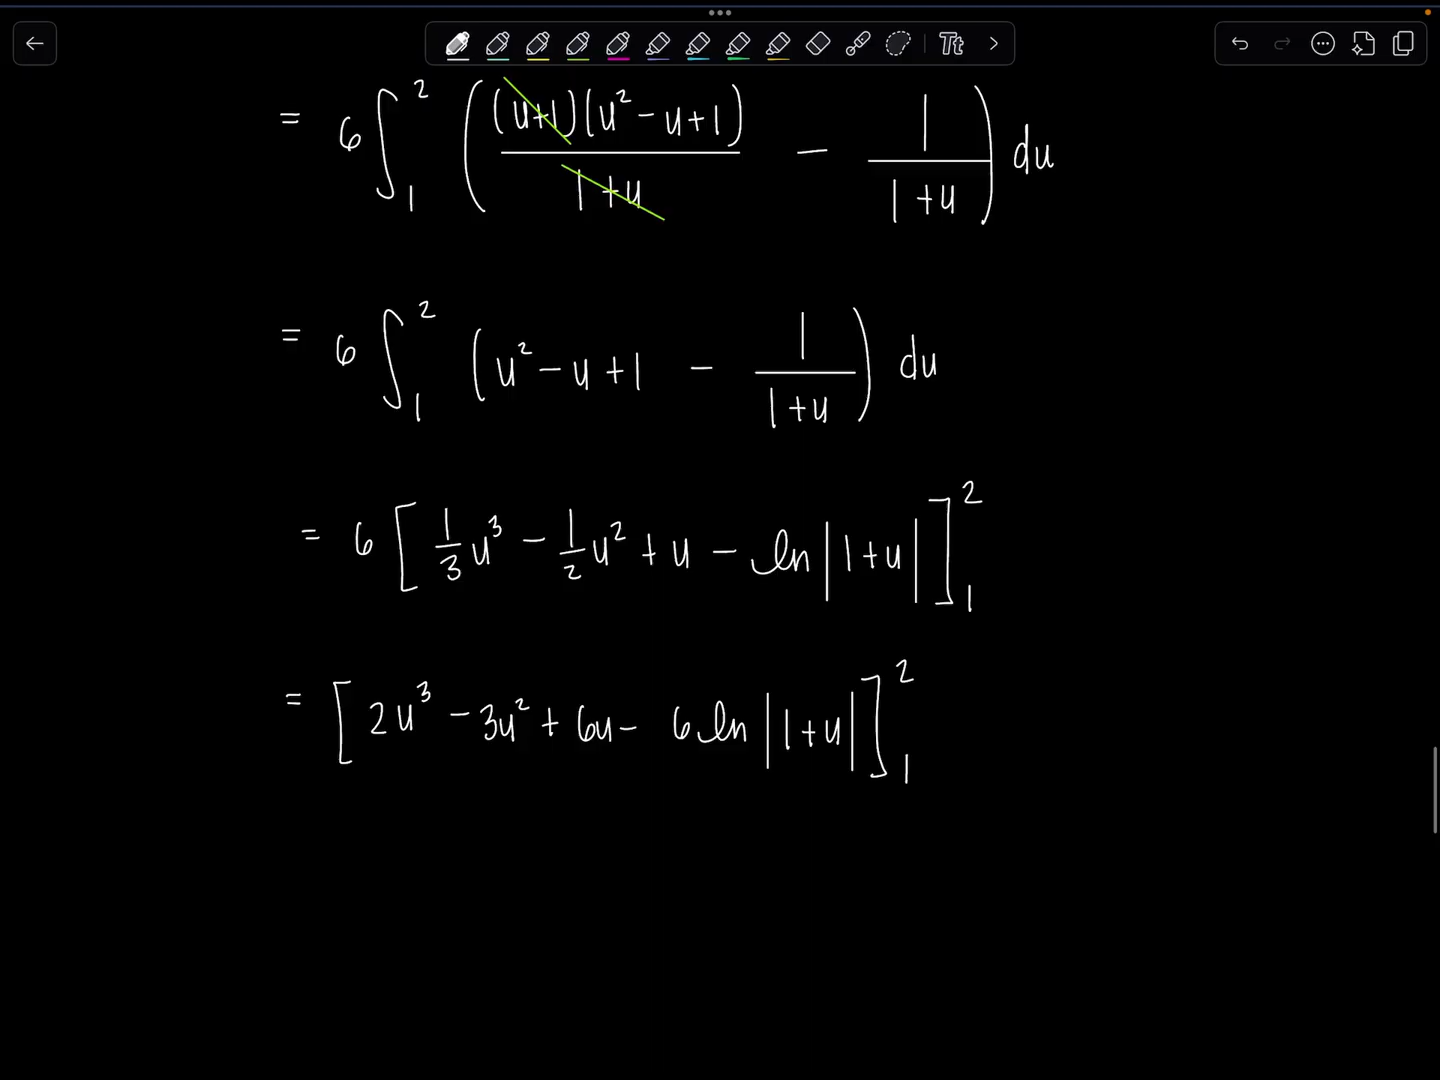 Tt
= 6 ∫₁² ( (u+1)(u² − u+1) / 1+u − 1 / 1+u ) du
= 6 ∫₁² ( u² − u +1 − 1 / 1+u ) du
= 6 [ 1/3 u³ − 1/2 u² + u − ln |1+u| ]₁²
= [ 2u³ − 3u² + 6u − 6 ln |1+u| ]₁²